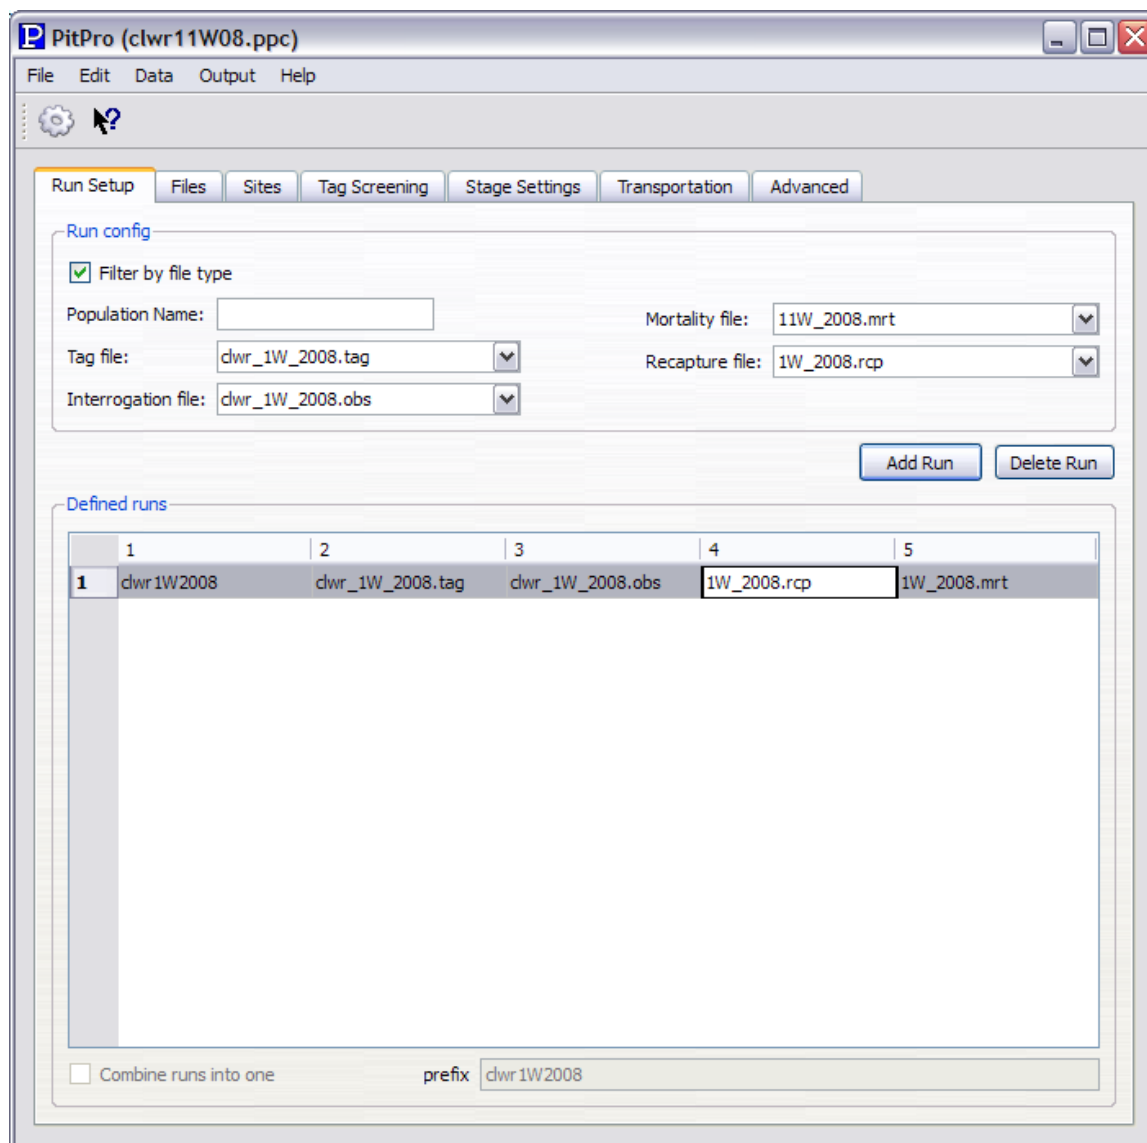 P PitPro (clwr11W08.ppc)
File Edit Data Output Help
?
Run Setup Files Sites Tag Screening Stage Settings Transportation Advanced
Run config
Filter by file type
Population Name:
Mortality file: 11W_2008.mrt
Tag file: clwr_1W_2008.tag
Recapture file: 1W_2008.rcp
Interrogation file: clwr_1W_2008.obs
Add Run Delete Run
Defined runs
1 2 3 4 5
1 clwr1W2008 clwr_1W_2008.tag clwr_1W_2008.obs 1W_2008.rcp 1W_2008.mrt
Combine runs into one prefix clwr1W2008